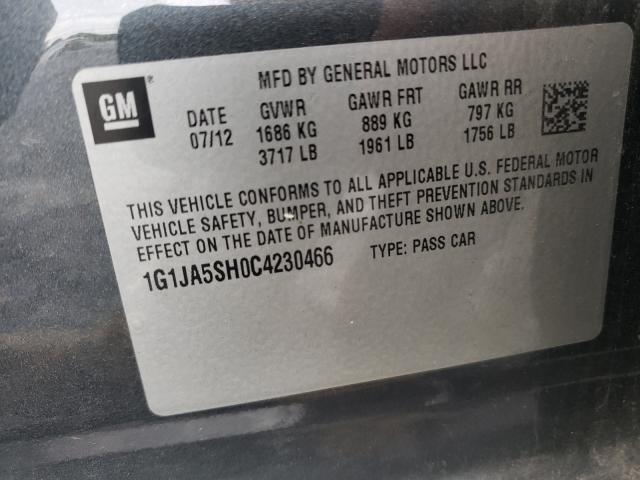 GM
®
MFD BY GENERAL MOTORS LLC
DATE GVWR GAWR FRT GAWR RR
07/12 1686 KG 889 KG 797 KG
3717 LB 1961 LB 1756 LB
THIS VEHICLE CONFORMS TO ALL APPLICABLE U.S. FEDERAL MOTOR
VEHICLE SAFETY, BUMPER, AND THEFT PREVENTION STANDARDS IN
EFFECT ON THE DATE OF MANUFACTURE SHOWN ABOVE.
1G1JA5SH0C4230466 TYPE: PASS CAR